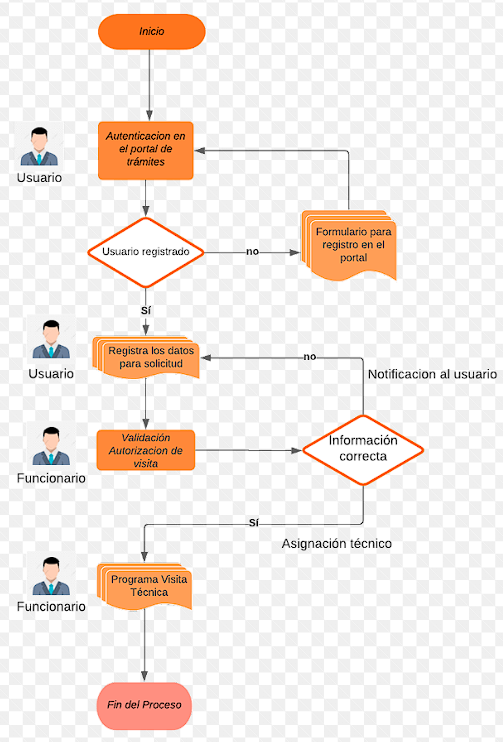 Inicio
Autenticacion en
el portal de
trámites
Usuario
Usuario registrado
no
Formulario para
registro en el
portal
Sí
Usuario
Registra los datos
para solicitud
no
Notificacion al usuario
Funcionario
Validación
Autorizacion de
visita
Información
correcta
Sí
Asignación técnico
Funcionario
Programa Visita
Técnica
Fin del Proceso